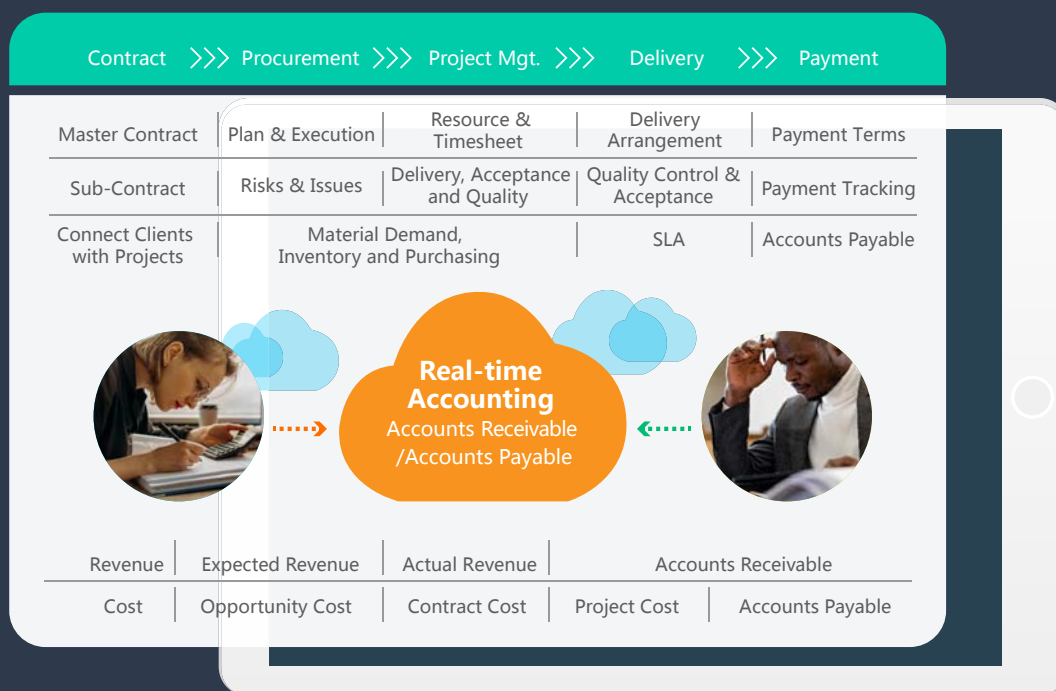 Contract >>> Procurement >>> Project Mgt. >>> Delivery >>> Payment
Master Contract
Plan & Execution
Resource &
Timesheet
Delivery
Arrangement
Payment Terms
Sub-Contract
Risks & Issues
Delivery, Acceptance
and Quality
Quality Control &
Acceptance
Payment Tracking
Connect Clients
with Projects
Material Demand,
Inventory and Purchasing
SLA
Accounts Payable
Real-time
Accounting
Accounts Receivable
/Accounts Payable
Revenue
Expected Revenue
Actual Revenue
Accounts Receivable
Cost
Opportunity Cost
Contract Cost
Project Cost
Accounts Payable